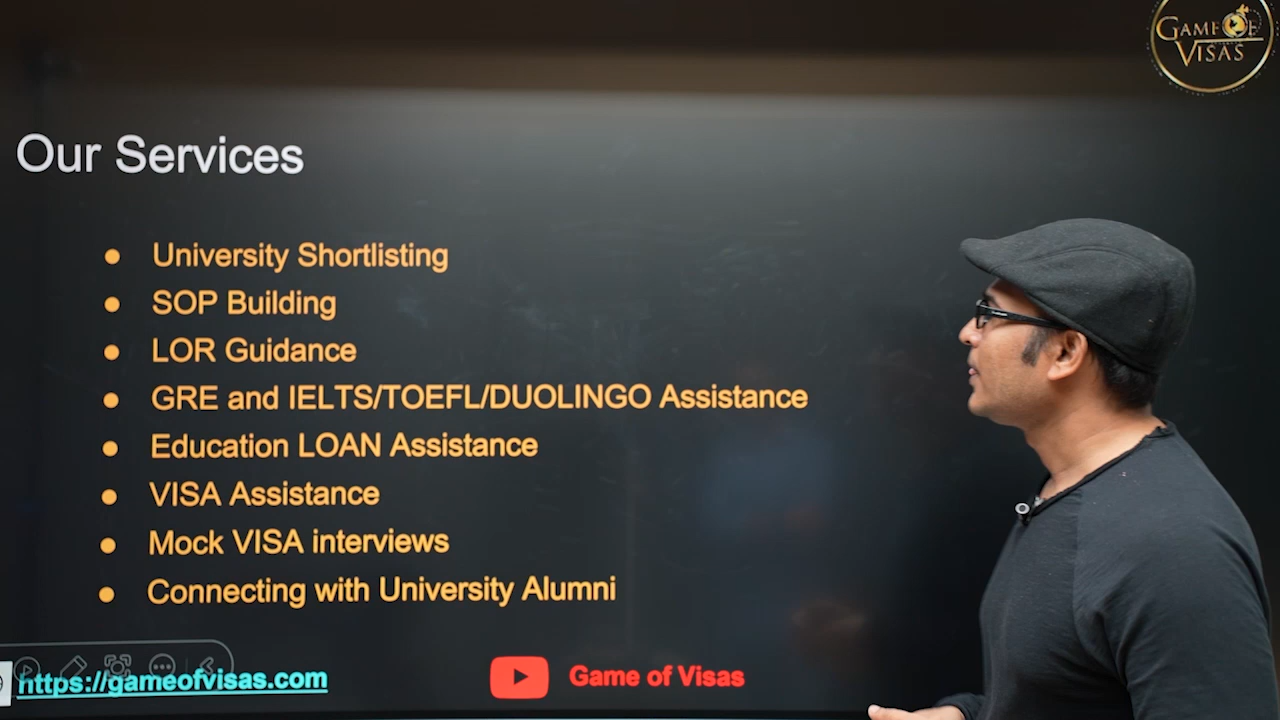 GAME OF
VISAS
Our Services
● University Shortlisting
● SOP Building
● LOR Guidance
● GRE and IELTS/TOEFL/DUOLINGO Assistance
● Education LOAN Assistance
● VISA Assistance
● Mock VISA interviews
● Connecting with University Alumni
https://gameofvisas.com
Game of Visas